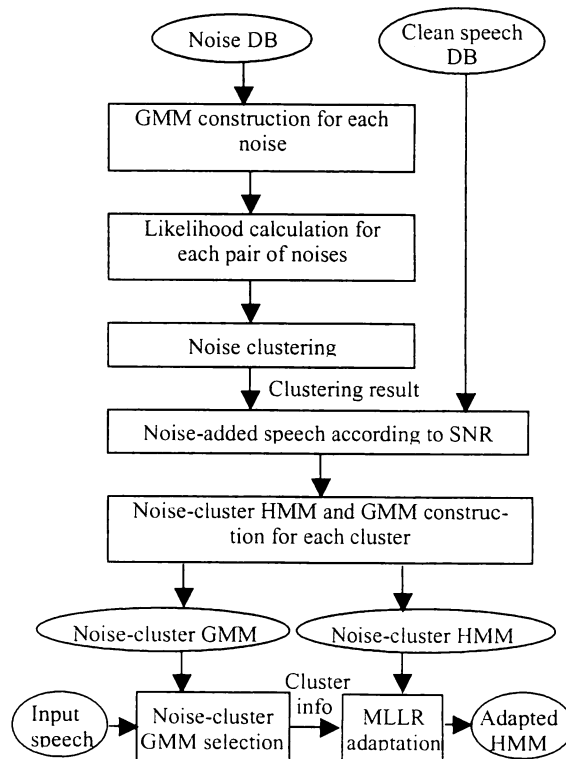 Noise DB
Clean speech
DB
GMM construction for each
noise
Likelihood calculation for
each pair of noises
Noise clustering
Clustering result
Noise-added speech according to SNR
Noise-cluster HMM and GMM construc-
tion for each cluster
Noise-cluster GMM
Noise-cluster HMM
Input
speech
Noise-cluster
GMM selection
Cluster
info
MLLR
adaptation
Adapted
HMM